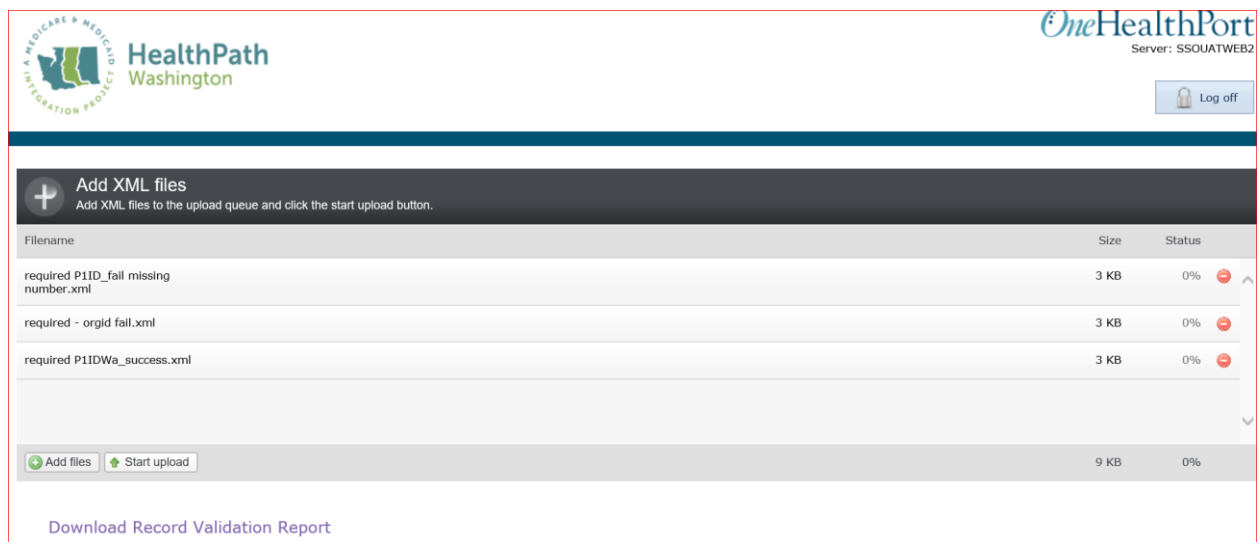 A MEDICARE & MEDICAID
INTEGRATION PROJECT
HealthPath
Washington
OneHealthPort
Server: SSOUATWEB2
Log off
Add XML files
Add XML files to the upload queue and click the start upload button.
Filename Size Status
required P1ID_fail missing
number.xml 3 KB 0%
required - orgid fail.xml 3 KB 0%
required P1IDWa_success.xml 3 KB 0%
Add files Start upload 9 KB 0%
Download Record Validation Report